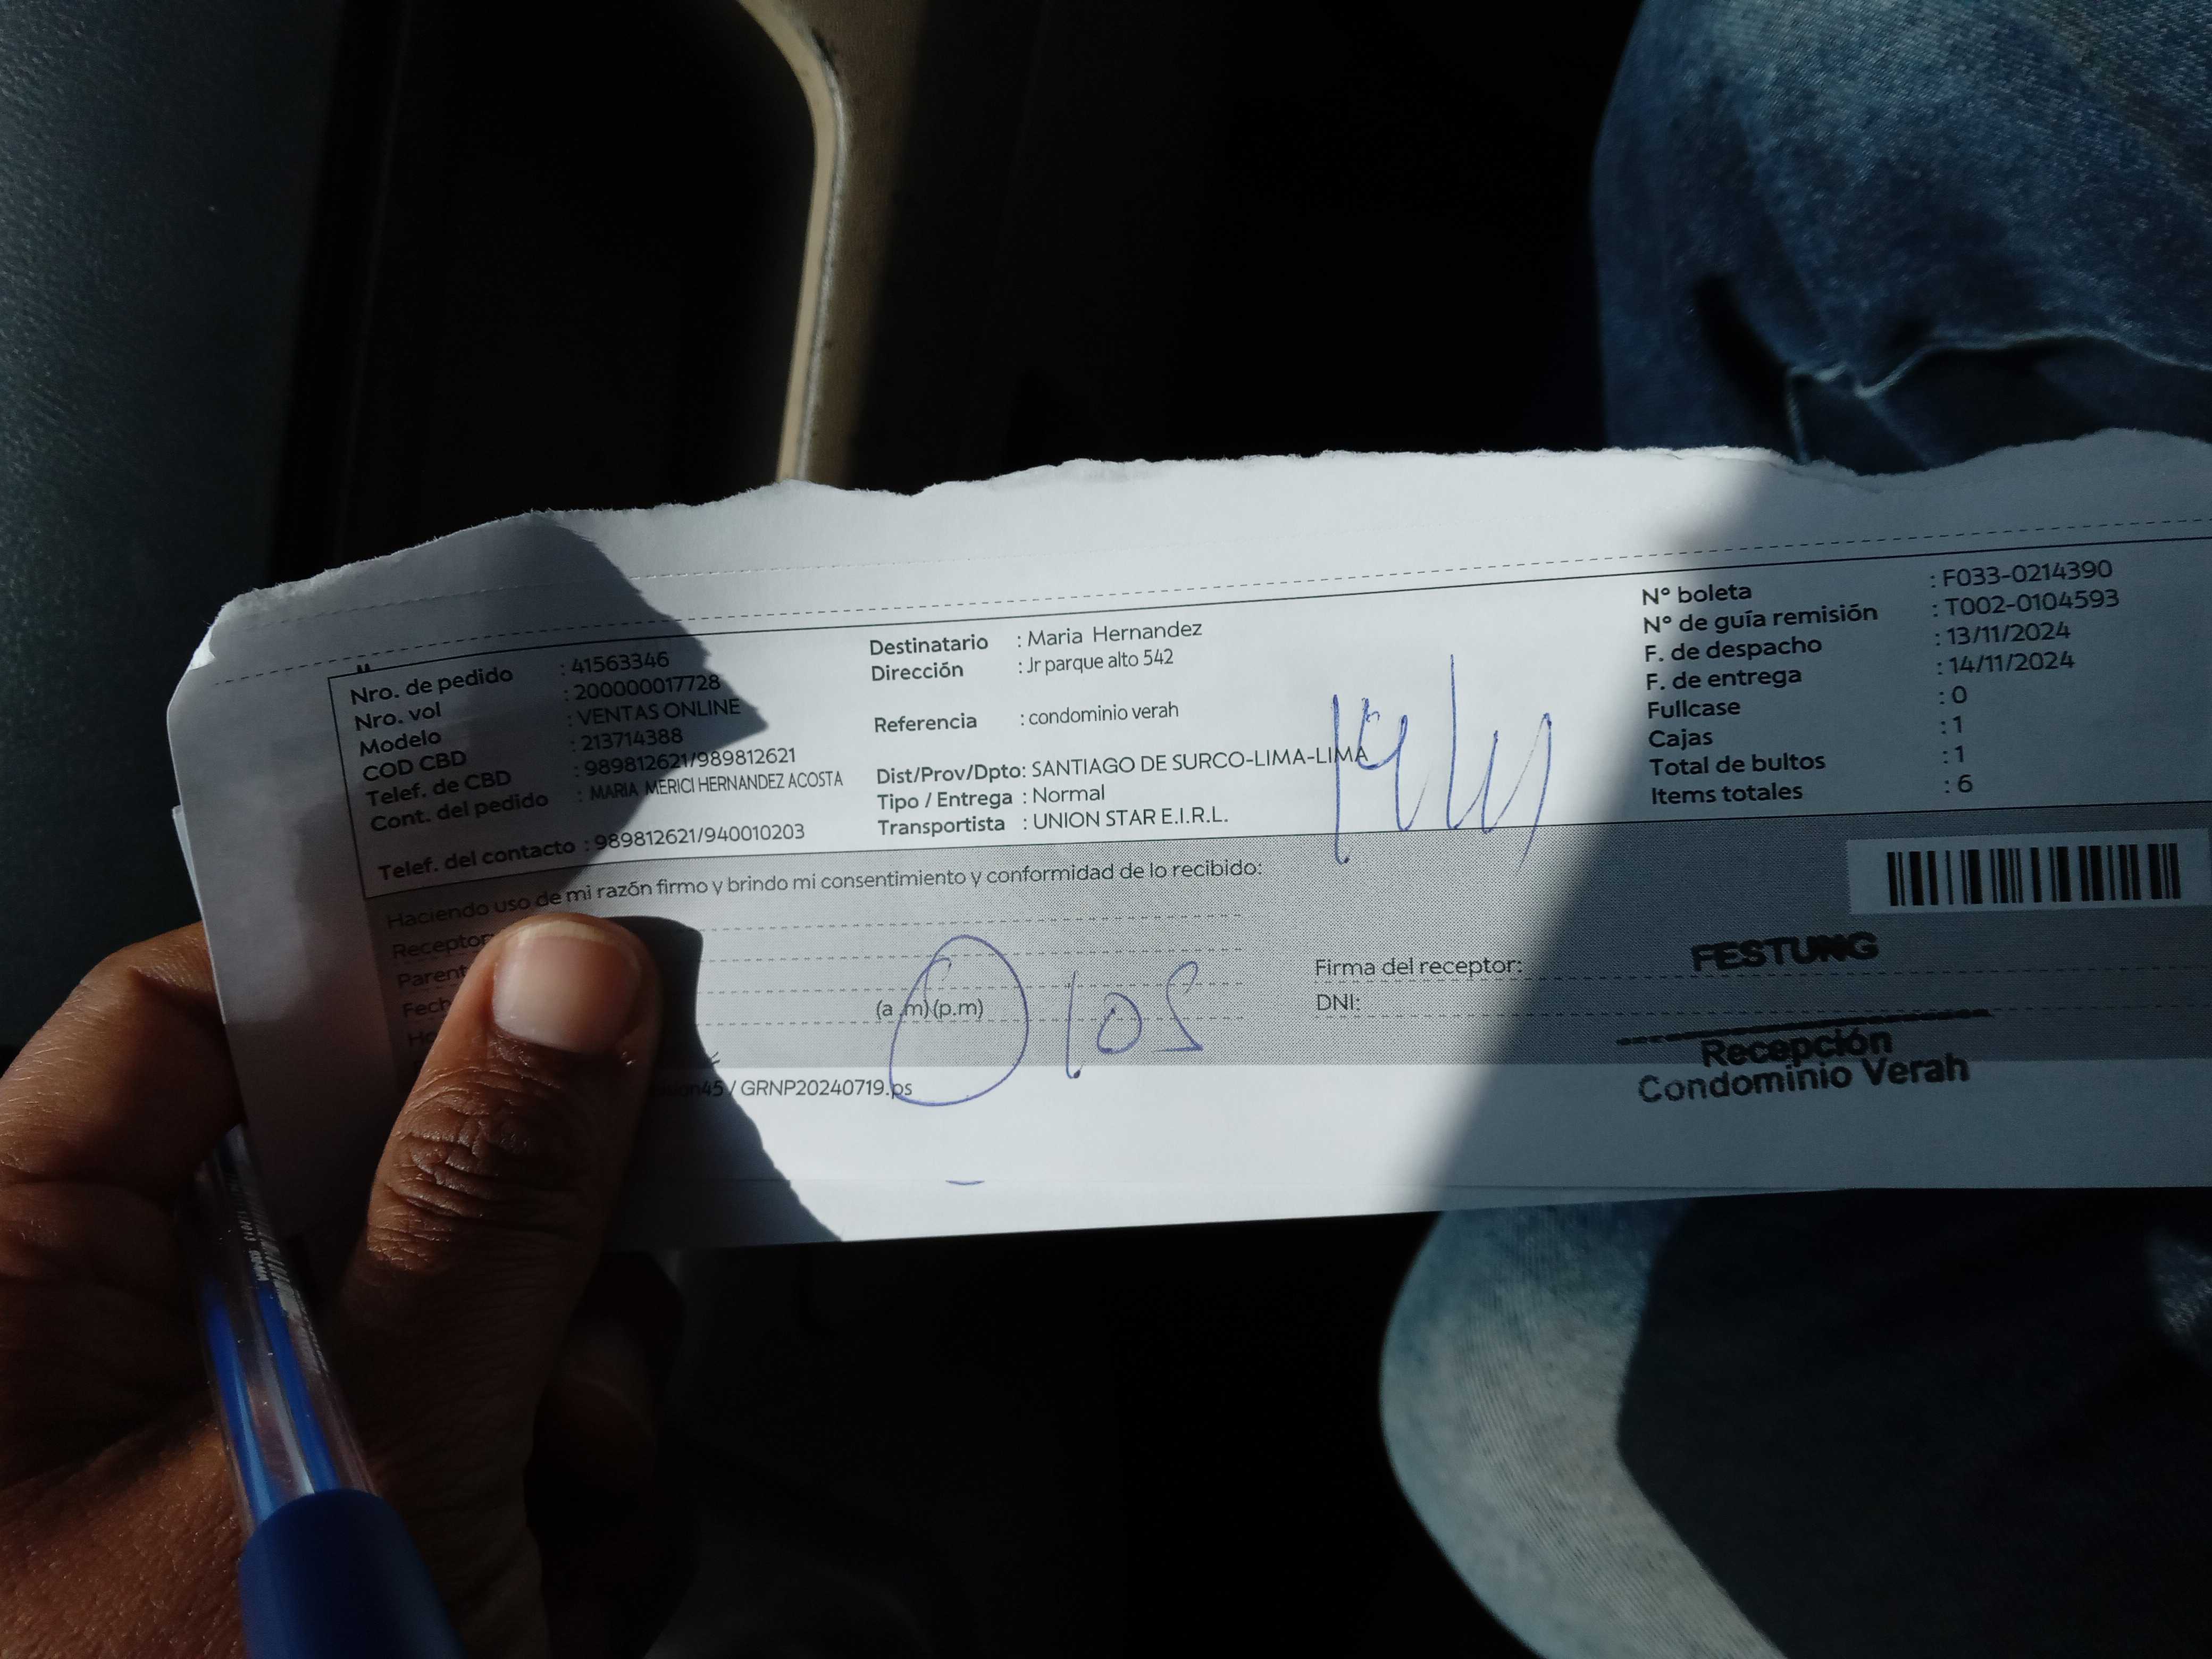 Nro. de pedido : 41563346
Nro. vol : 200000017728
Modelo : VENTAS ONLINE
COD CBD : 213714388
Telef. de CBD : 989812621/989812621
Cont. del pedido : MARIA MERICI HERNANDEZ ACOSTA
Telef. del contacto : 989812621/940010203
Destinatario : Maria Hernandez
Dirección : Jr parque alto 542
Referencia : condominio verah
Dist/Prov/Dpto: SANTIAGO DE SURCO-LIMA-LIMA
Tipo / Entrega : Normal
Transportista : UNION STAR E.I.R.L.
N° boleta : F033-0214390
N° de guía remisión : T002-0104593
F. de despacho : 13/11/2024
F. de entrega : 14/11/2024
Fullcase : 0
Cajas : 1
Total de bultos : 1
Items totales : 6
Haciendo uso de mi razón firmo y brindo mi consentimiento y conformidad de lo recibido:
Receptor
Parent
Fech
(a .m)(p.m)
Firma del receptor:
DNI:
/ GRNP20240719.ps
FESTUNG
Recepción
Condominio Verah